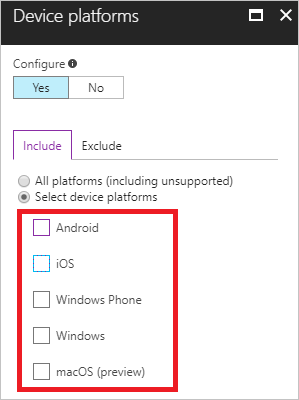 Device platforms
Configure
Yes No
Include Exclude
All platforms (including unsupported)
Select device platforms
Android
iOS
Windows Phone
Windows
macOS (preview)